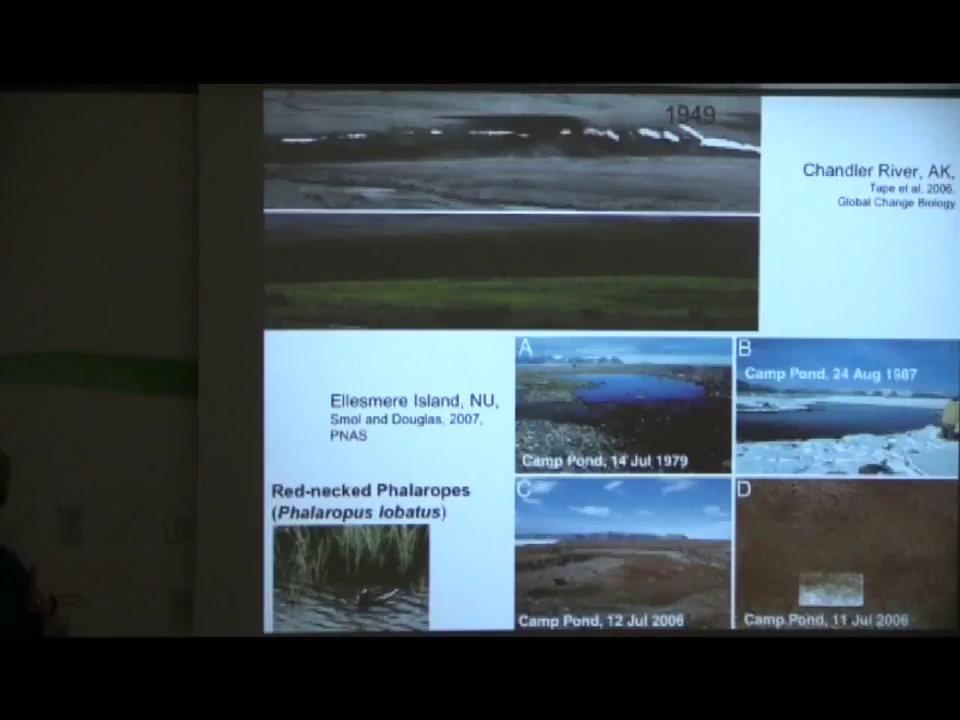 1949
Chandler River, AK,
Tape et al. 2006,
Global Change Biology
Ellesmere Island, NU,
Smol and Douglas, 2007,
PNAS
A
Camp Pond, 14 Jul 1979
B
Camp Pond, 24 Aug 1987
Red-necked Phalaropes
(Phalaropus lobatus)
C
Camp Pond, 12 Jul 2006
D
Camp Pond, 11 Jul 2006